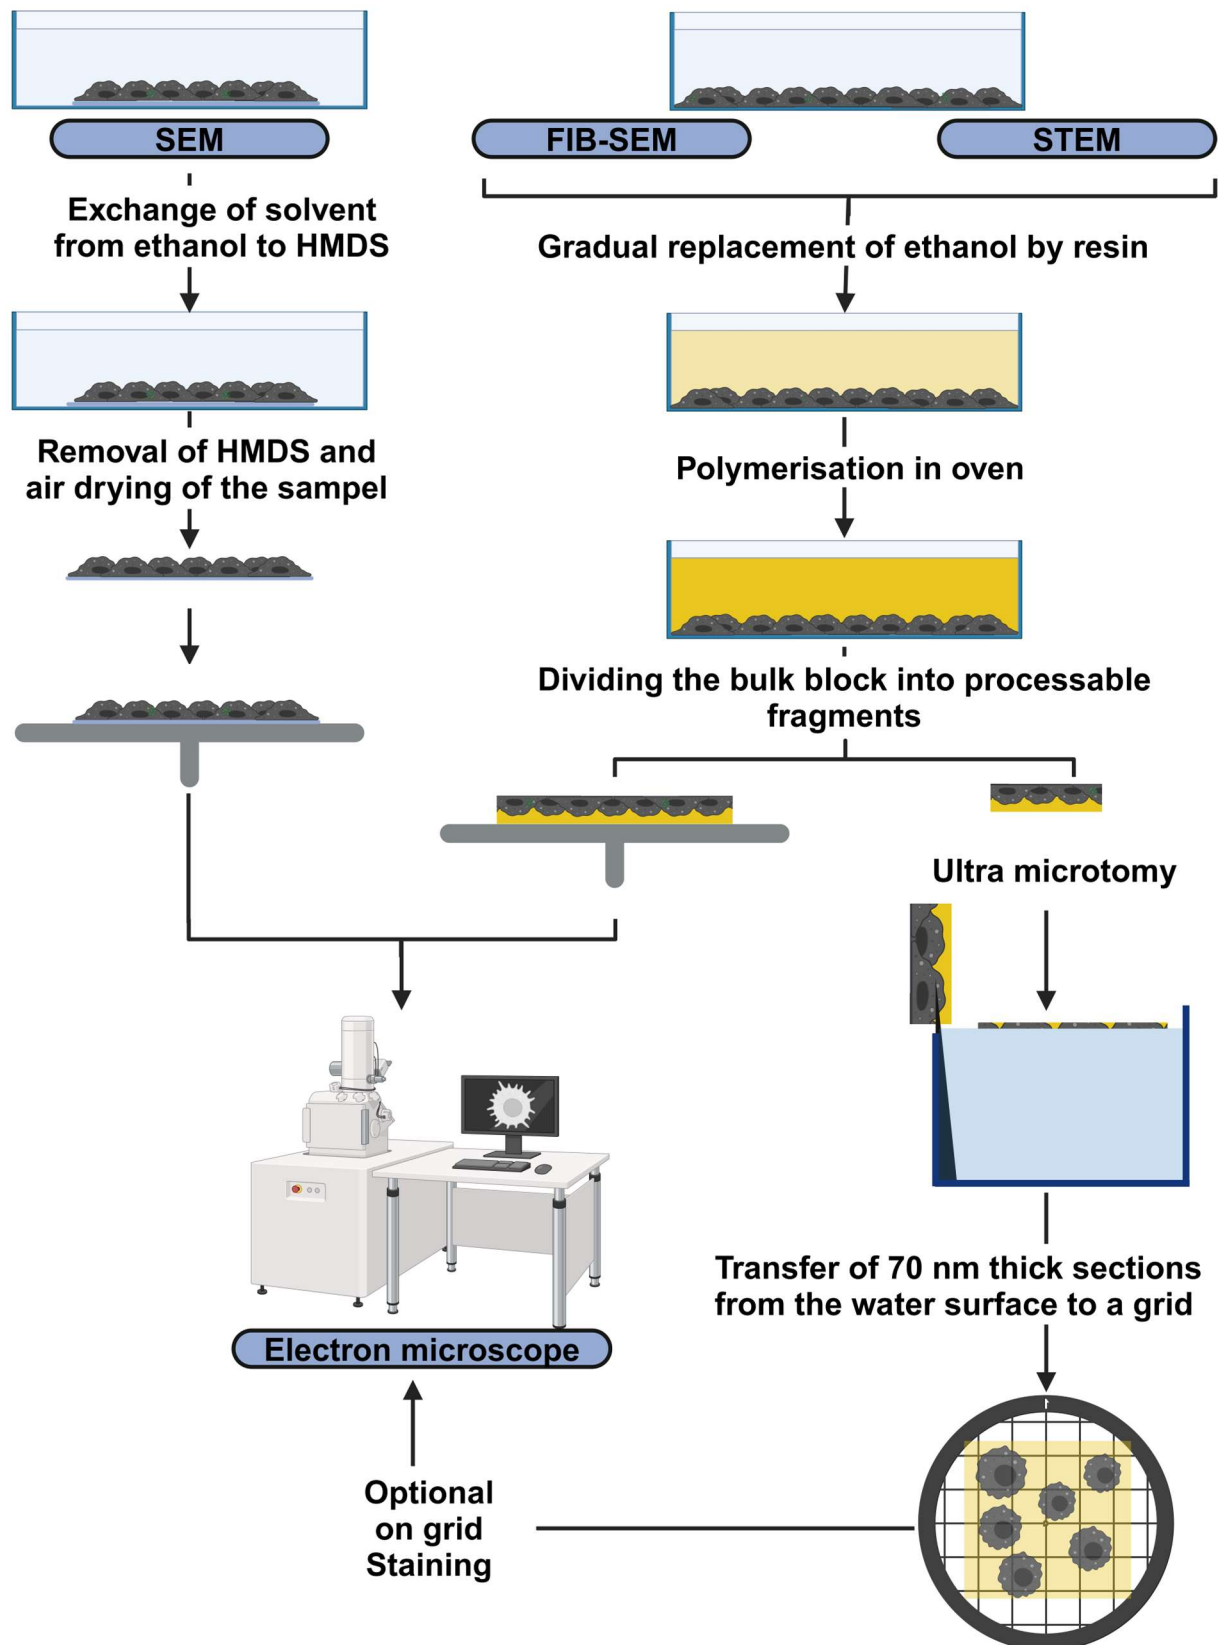 SEM
FIB-SEM
STEM
Exchange of solvent
from ethanol to HMDS
Gradual replacement of ethanol by resin
Removal of HMDS and
air drying of the sampel
Polymerisation in oven
Dividing the bulk block into processable
fragments
Ultra microtomy
Transfer of 70 nm thick sections
from the water surface to a grid
Electron microscope
Optional
on grid
Staining